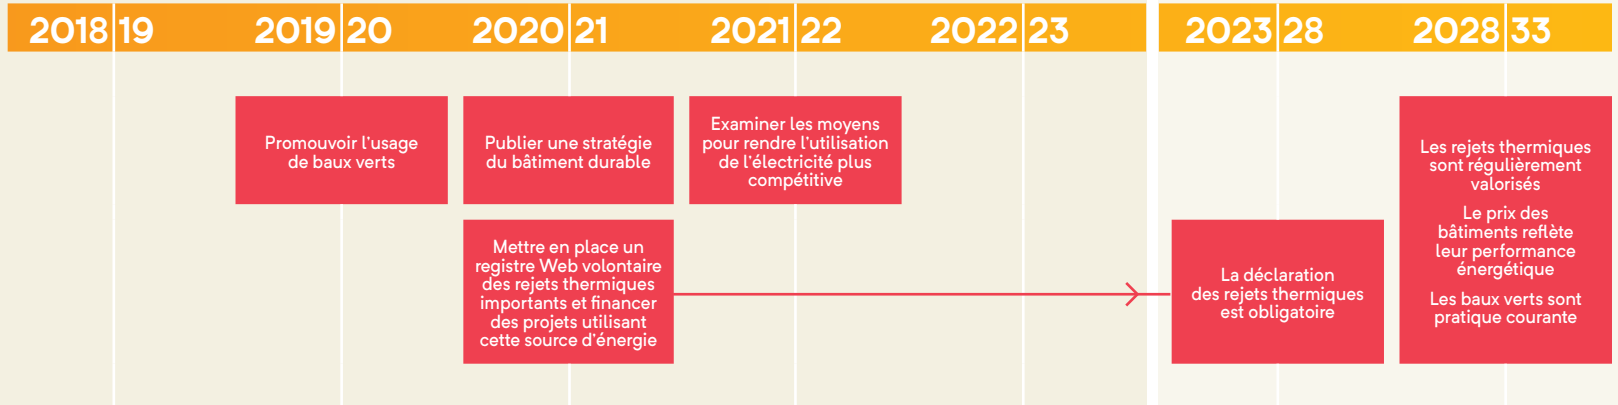 2018 19
2019 20
2020 21
2021 22
2022 23
2023 28
2028 33
Promouvoir l'usage
de baux verts
Publier une stratégie
du bâtiment durable
Examiner les moyens
pour rendre l'utilisation
de l'électricité plus
compétitive
Mettre en place un
registre Web volontaire
des rejets thermiques
importants et financer
des projets utilisant
cette source d'énergie
La déclaration
des rejets thermiques
est obligatoire
Les rejets thermiques
sont régulièrement
valorisés
Le prix des
bâtiments reflète
leur performance
énergétique
Les baux verts sont
pratique courante